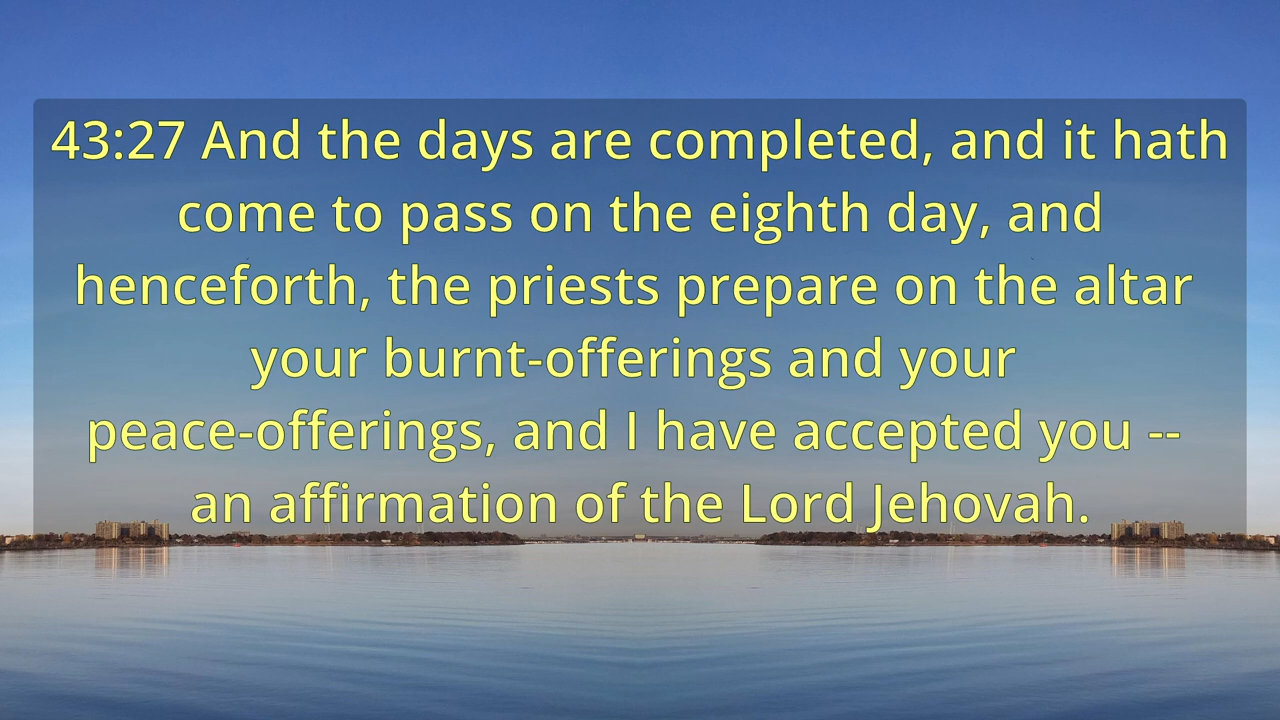 43:27 And the days are completed, and it hath
come to pass on the eighth day, and
henceforth, the priests prepare on the altar
your burnt-offerings and your
peace-offerings, and I have accepted you --
an affirmation of the Lord Jehovah.